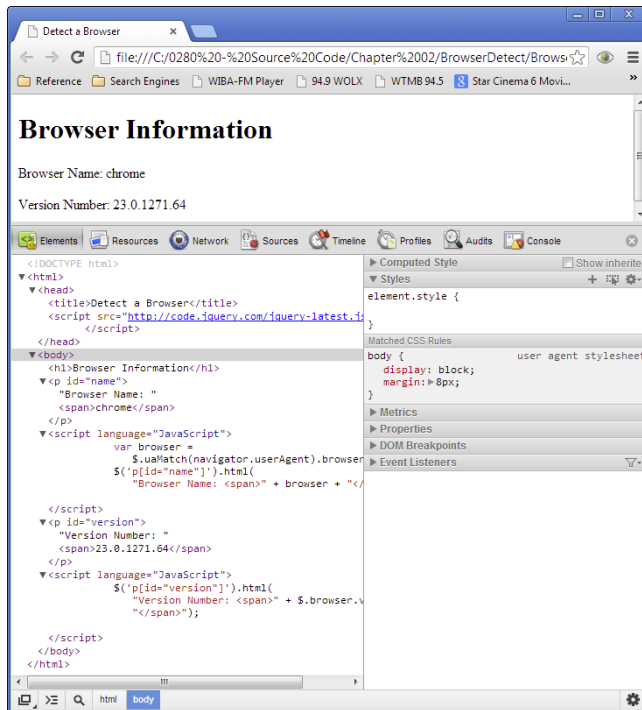 Detect a Browser
file:///C:/0280%20-%20Source%20Code/Chapter%2002/BrowserDetect/Brows
Reference Search Engines WIBA-FM Player 94.9 WOLX WTMB 94.5 Star Cinema 6 Movi... »
Browser Information
Browser Name: chrome
Version Number: 23.0.1271.64
Elements Resources Network Sources Timeline Profiles Audits Console
<!DOCTYPE html>
▼<html>
▼<head>
<title>Detect a Browser</title>
<script src="http://code.jquery.com/jquery-latest.js
</script>
</head>
▼<body>
<h1>Browser Information</h1>
▼<p id="name">
"Browser Name: "
<span>chrome</span>
</p>
▼<script language="JavaScript">
var browser =
$.uaMatch(navigator.userAgent).browser
$('p[id="name"]').html(
"Browser Name: <span>" + browser + "</
</script>
▼<p id="version">
"Version Number: "
<span>23.0.1271.64</span>
</p>
▼<script language="JavaScript">
$('p[id="version"]').html(
"Version Number: <span>" + $.browser.v
"</span>");
</script>
</body>
</html>
▶ Computed Style Show inherite
▼ Styles
element.style {
}
Matched CSS Rules
body { user agent stylesheet
display: block;
margin:▶8px;
}
▶ Metrics
▶ Properties
▶ DOM Breakpoints
▶ Event Listeners
html body